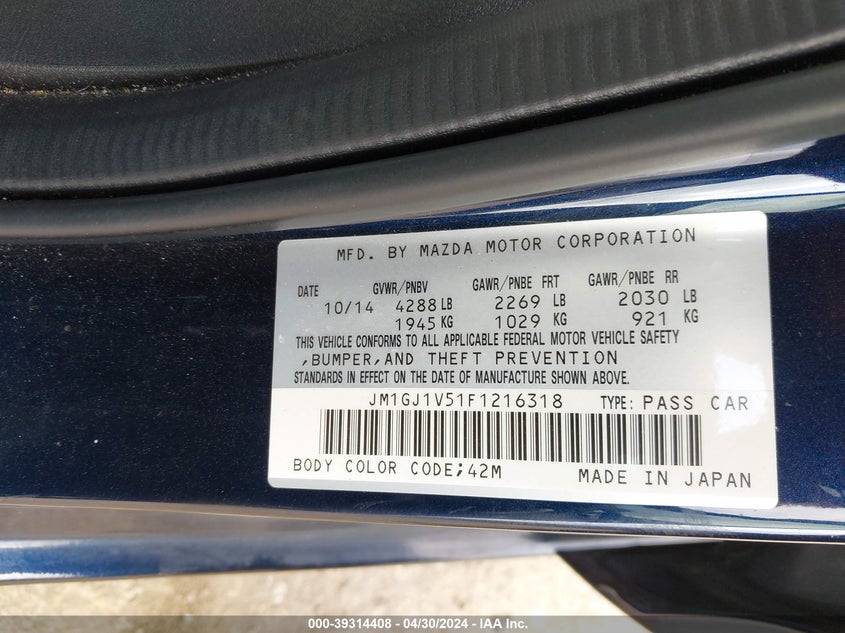 MFD. BY MAZDA MOTOR CORPORATION
DATE GVWR/PNBV GAWR/PNBE FRT GAWR/PNBE RR
10/14 4288 LB 2269 LB 2030 LB
1945 KG 1029 KG 921 KG
THIS VEHICLE CONFORMS TO ALL APPLICABLE FEDERAL MOTOR VEHICLE SAFETY
,BUMPER,AND THEFT PREVENTION
STANDARDS IN EFFECT ON THE DATE OF MANUFACTURE SHOWN ABOVE.
JM1GJ1V51F1216318 TYPE: PASS CAR
BODY COLOR CODE;42M MADE IN JAPAN
000-39314408 - 04/30/2024 - IAA Inc.